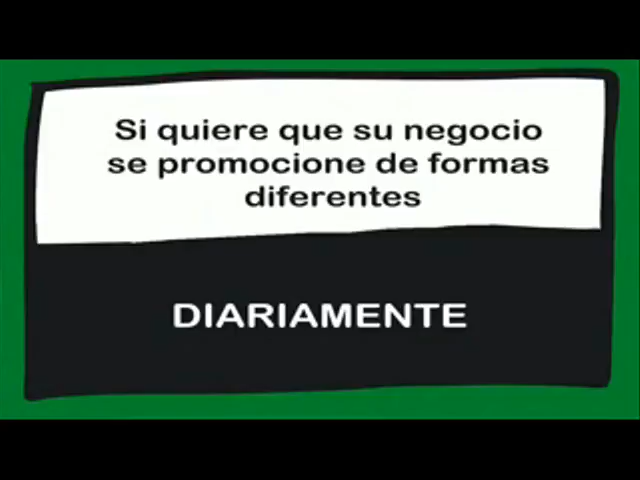 Si quiere que su negocio
se promocione de formas
diferentes
DIARIAMENTE